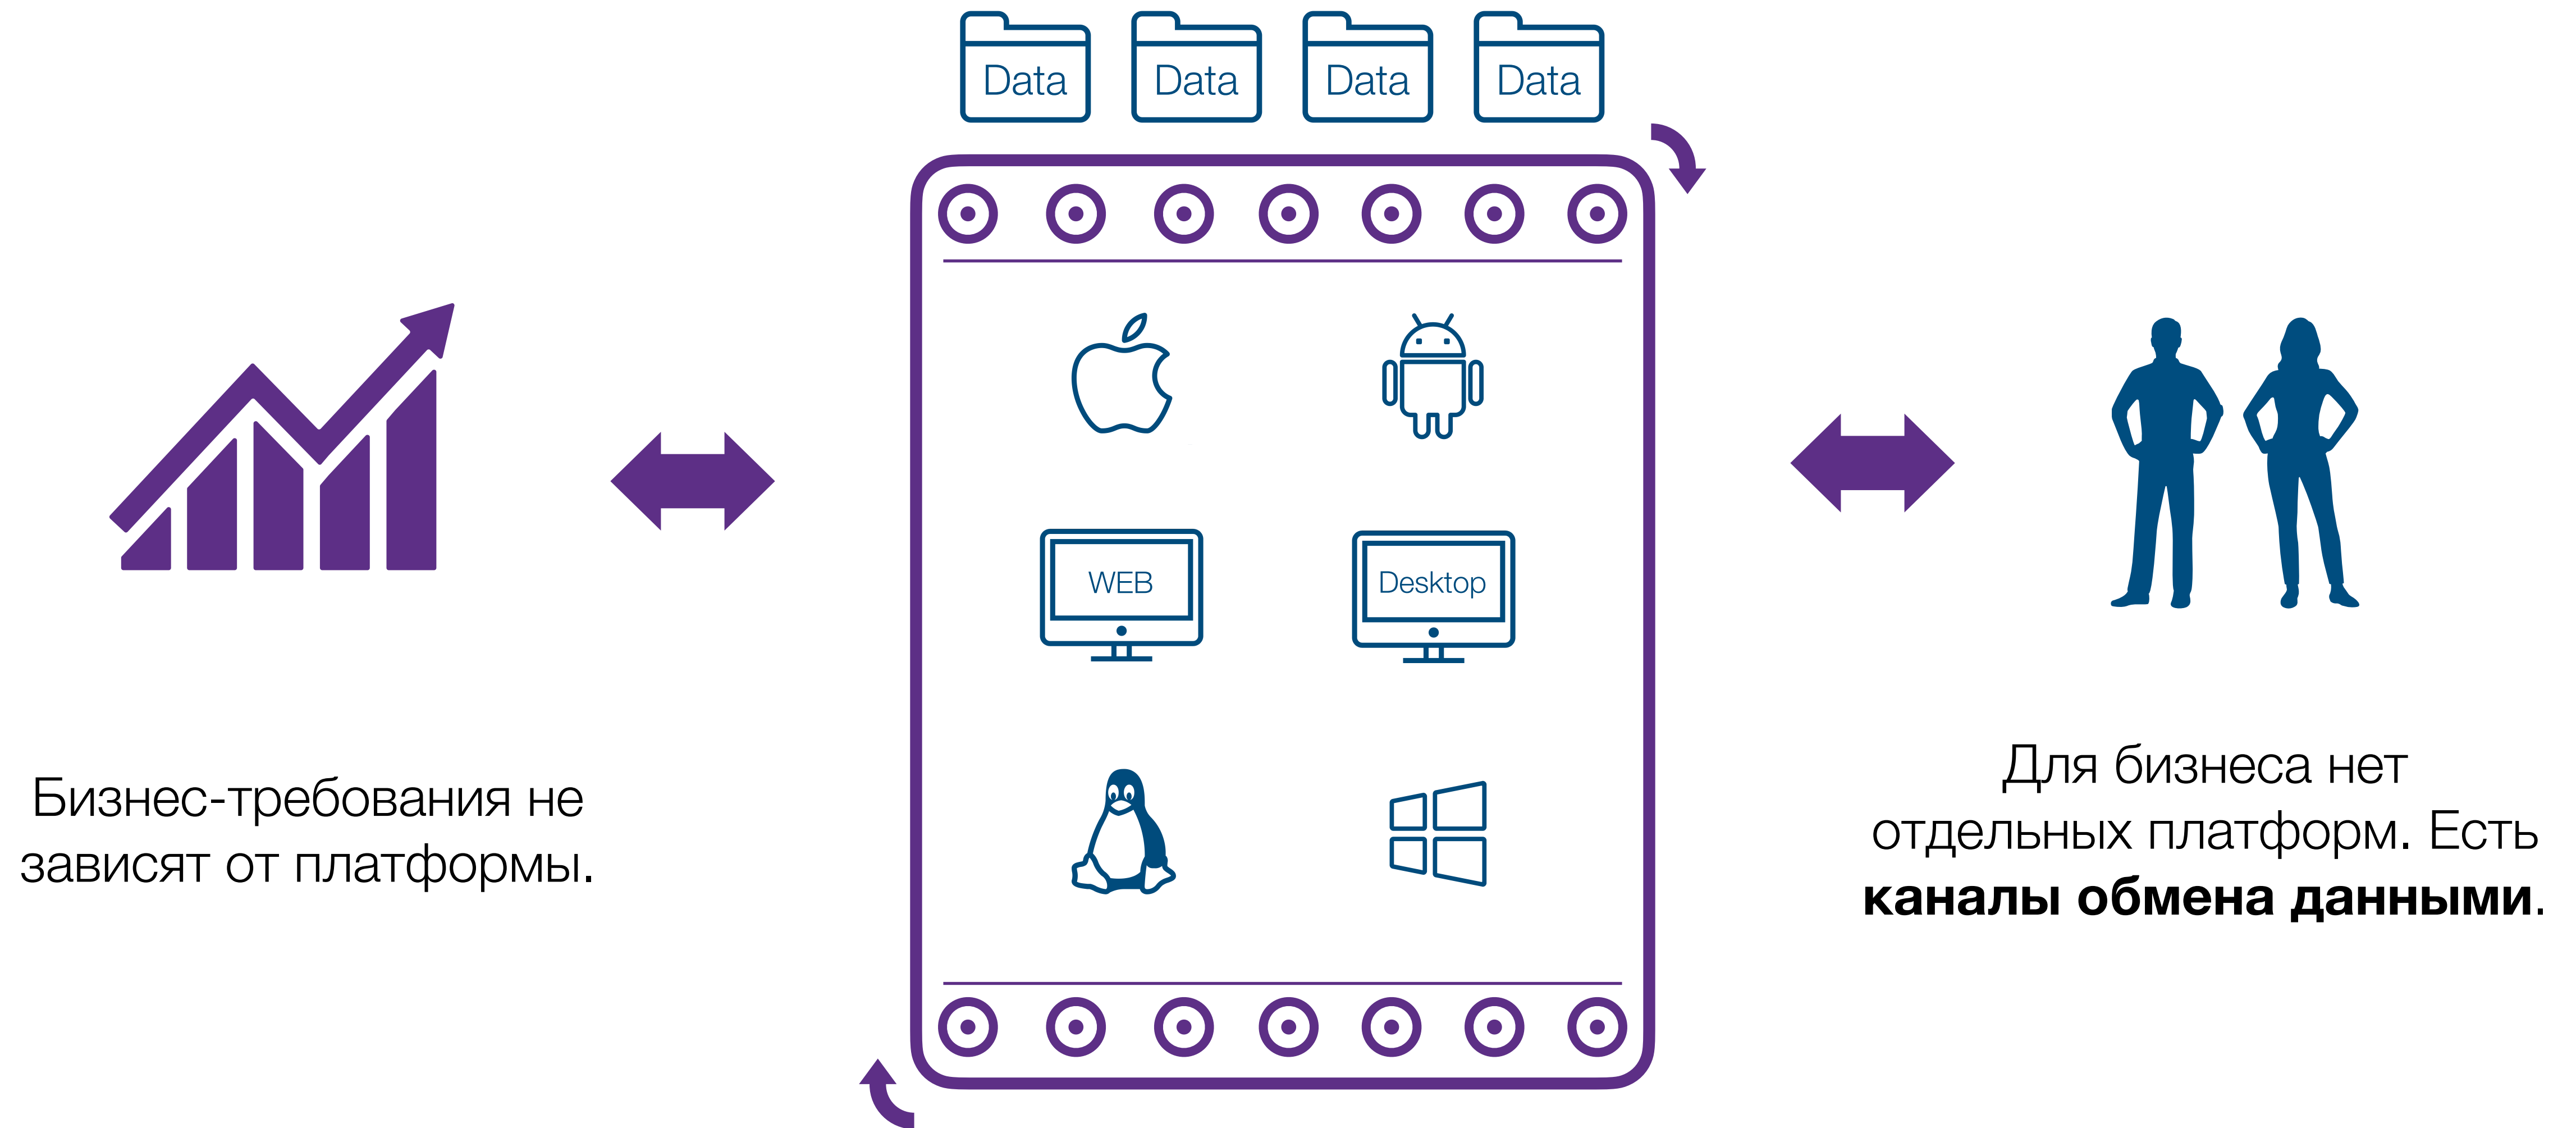 Data Data Data Data
WEB Desktop
Бизнес-требования не
зависят от платформы.
Для бизнеса нет
отдельных платформ. Есть
каналы обмена данными.